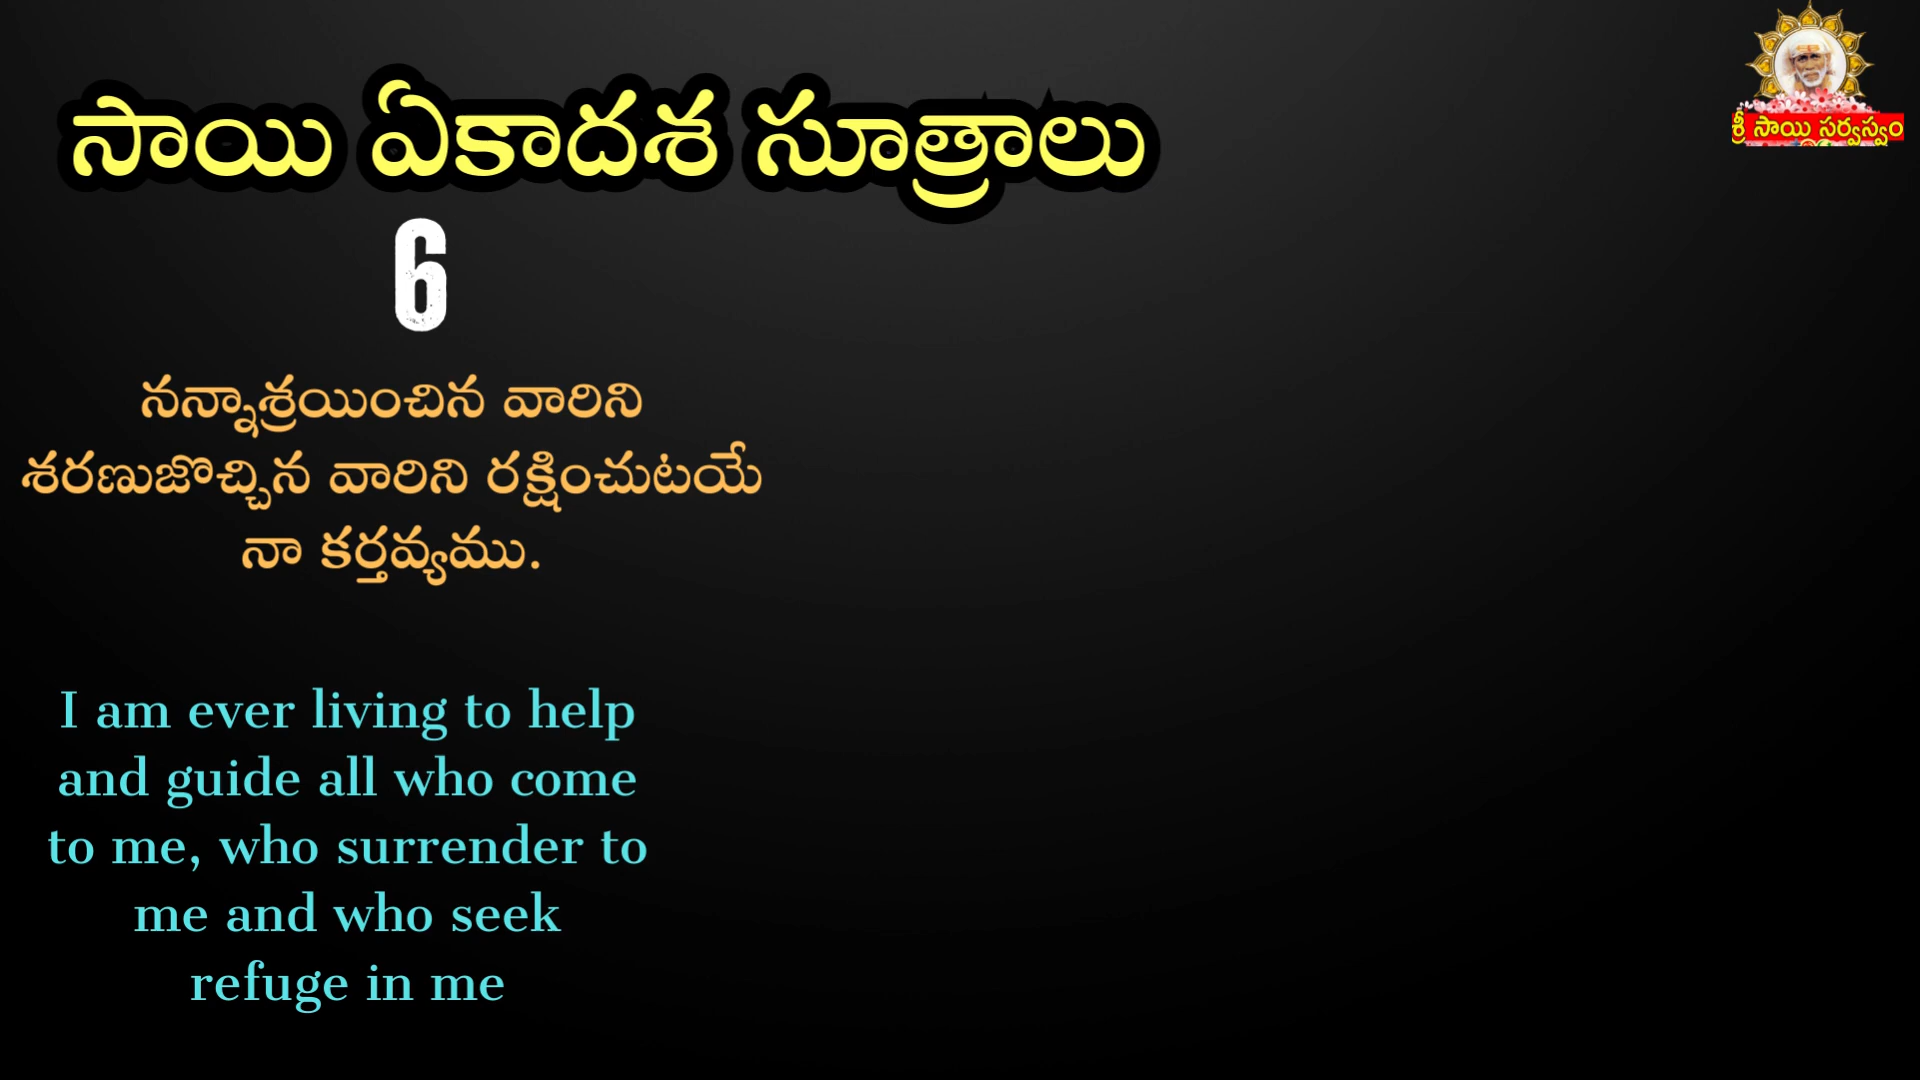 సాయి ఏకాదశ సూత్రాలు
శ్రీ సాయి సర్వస్వం
6
నన్నాశ్రయించిన వారిని
శరణుజొచ్చిన వారిని రక్షించుటయే
నా కర్తవ్యము.
I am ever living to help
and guide all who come
to me, who surrender to
me and who seek
refuge in me